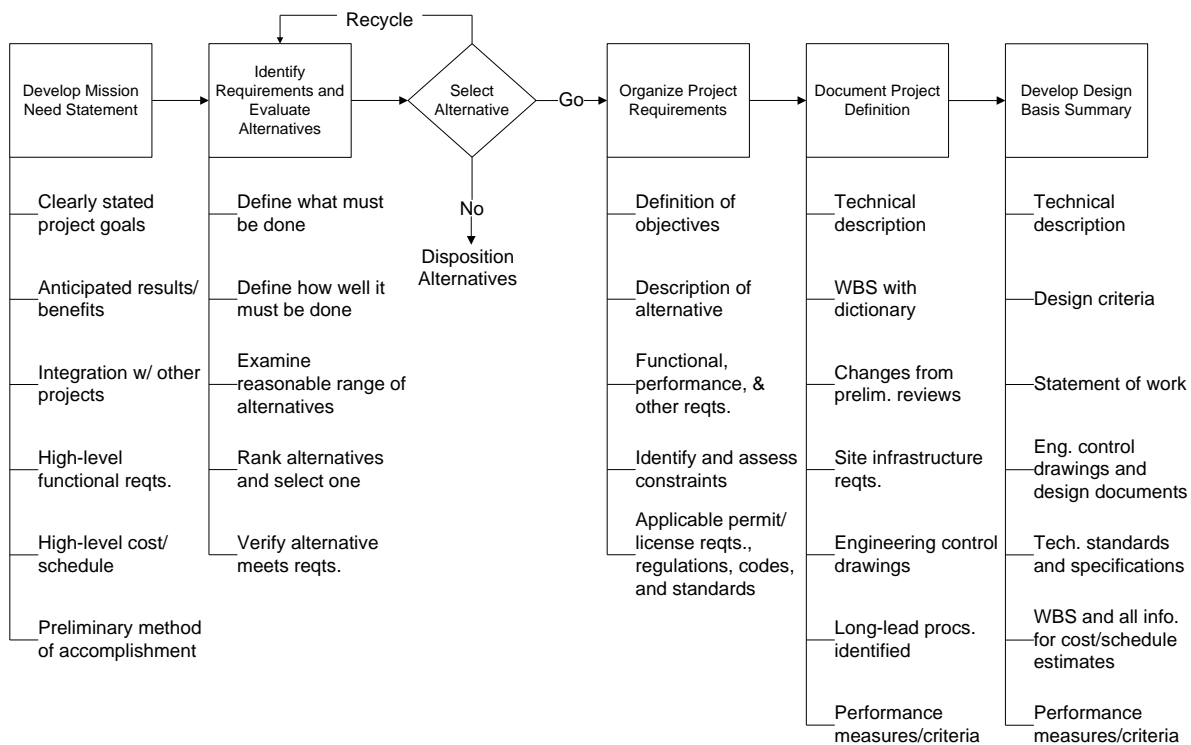 Recycle
Develop Mission
Need Statement
Identify
Requirements and
Evaluate
Alternatives
Select
Alternative
Go
Organize Project
Requirements
Document Project
Definition
Develop Design
Basis Summary
No
Disposition
Alternatives
Clearly stated
project goals
Anticipated results/
benefits
Integration w/ other
projects
High-level
functional reqts.
High-level cost/
schedule
Preliminary method
of accomplishment
Define what must
be done
Define how well it
must be done
Examine
reasonable range of
alternatives
Rank alternatives
and select one
Verify alternative
meets reqts.
Definition of
objectives
Description of
alternative
Functional,
performance, &
other reqts.
Identify and assess
constraints
Applicable permit/
license reqts.,
regulations, codes,
and standards
Technical
description
WBS with
dictionary
Changes from
prelim. reviews
Site infrastructure
reqts.
Engineering control
drawings
Long-lead procs.
identified
Performance
measures/criteria
Technical
description
Design criteria
Statement of work
Eng. control
drawings and
design documents
Tech. standards
and specifications
WBS and all info.
for cost/schedule
estimates
Performance
measures/criteria